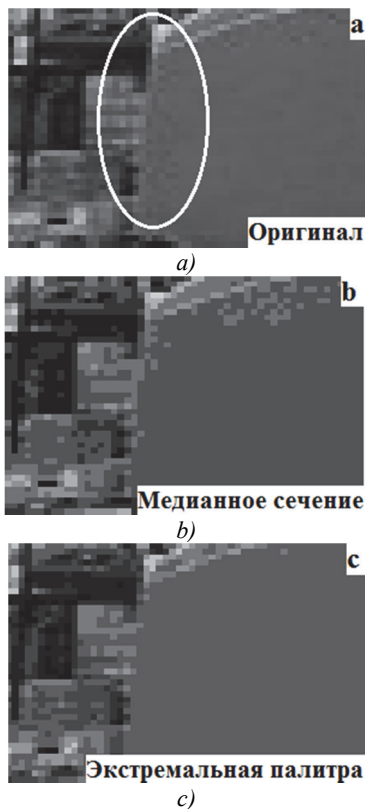 a
Оригинал
a)
b
Медианное сечение
b)
c
Экстремальная палитра
c)